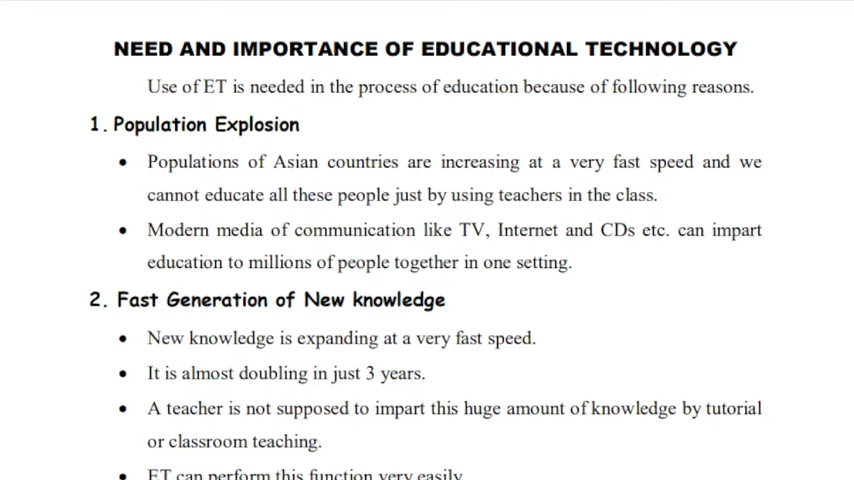 NEED AND IMPORTANCE OF EDUCATIONAL TECHNOLOGY
Use of ET is needed in the process of education because of following reasons.
1. Population Explosion
• Populations of Asian countries are increasing at a very fast speed and we
cannot educate all these people just by using teachers in the class.
• Modern media of communication like TV, Internet and CDs etc. can impart
education to millions of people together in one setting.
2. Fast Generation of New knowledge
• New knowledge is expanding at a very fast speed.
• It is almost doubling in just 3 years.
• A teacher is not supposed to impart this huge amount of knowledge by tutorial
or classroom teaching.
• ET can perform this function very easily